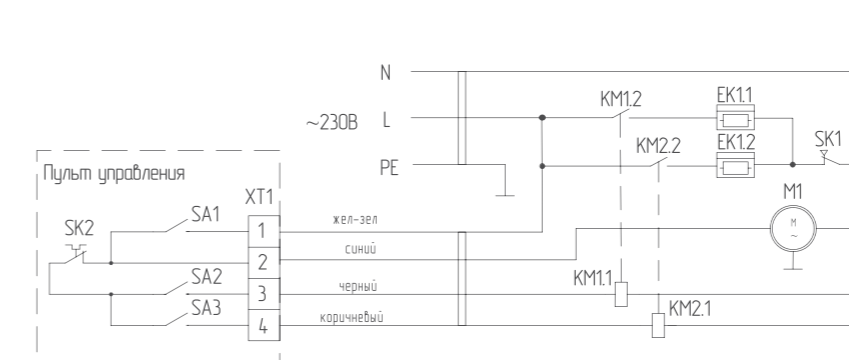 N
KM1.2
EK1.1
~230В
L
KM2.2
EK1.2
SK1
PE
Пульт управления
XT1
M1
SA1
жел-зел
SK2
1
M
~
синий
2
SA2
черный
KM1.1
3
SA3
KM2.1
коричневый
4